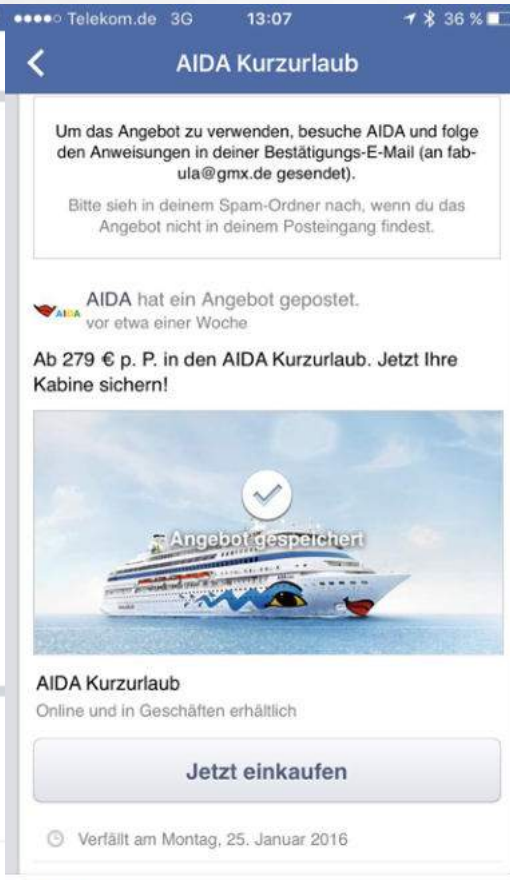 Telekom.de 3G 13:07 36 %
AIDA Kurzurlaub
Um das Angebot zu verwenden, besuche AIDA und folge
den Anweisungen in deiner Bestätigungs-E-Mail (an fab-
ula@gmx.de gesendet).
Bitte sieh in deinem Spam-Ordner nach, wenn du das
Angebot nicht in deinem Posteingang findest.
AIDA
AIDA hat ein Angebot gepostet.
vor etwa einer Woche
Ab 279 € p. P. in den AIDA Kurzurlaub. Jetzt Ihre
Kabine sichern!
Angebot gespeichert
AIDA Kurzurlaub
Online und in Geschäften erhältlich
Jetzt einkaufen
Verfällt am Montag, 25. Januar 2016